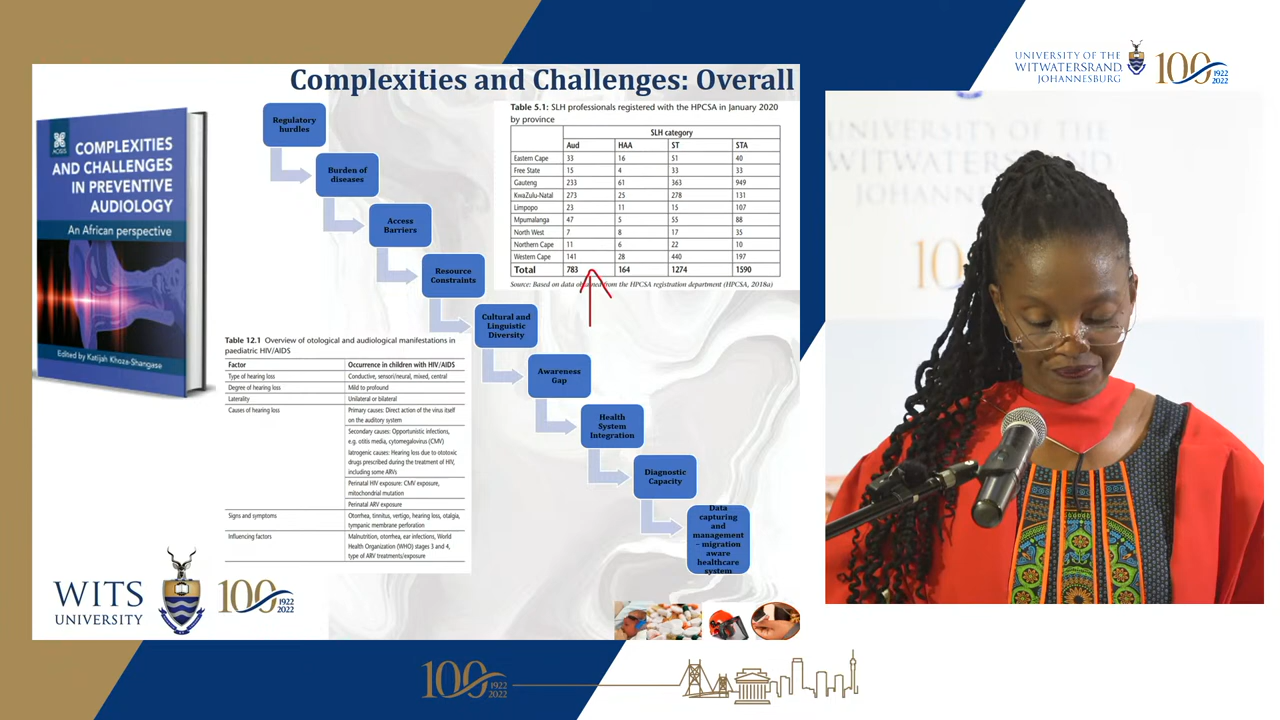 Complexities and Challenges: Overall
COMPLEXITIES
AND CHALLENGES
IN PREVENTIVE
AUDIOLOGY
An African perspective
Edited by Katijah Khoza-Shangase
AOSIS
Regulatory
hurdles
Burden of
diseases
Access
Barriers
Resource
Constraints
Cultural and
Linguistic
Diversity
Awareness
Gap
Health
System
Integration
Diagnostic
Capacity
Data
capturing
and
management
– migration
aware
healthcare
system
Table 5.1: SLH professionals registered with the HPCSA in January 2020
by province
SLH category
Aud HAA ST STA
Eastern Cape 33 16 51 40
Free State 15 4 33 33
Gauteng 233 61 363 949
KwaZulu-Natal 273 25 278 131
Limpopo 23 11 15 107
Mpumalanga 47 5 55 88
North West 7 8 17 35
Northern Cape 11 6 22 10
Western Cape 141 28 440 197
Total 783 164 1274 1590
Source: Based on data obtained from the HPCSA registration department (HPCSA, 2018a)
Table 12.1 Overview of otological and audiological manifestations in
paediatric HIV/AIDS
Factor Occurrence in children with HIV/AIDS
Type of hearing loss Conductive, sensori/neural, mixed, central
Degree of hearing loss Mild to profound
Laterality Unilateral or bilateral
Causes of hearing loss Primary causes: Direct action of the virus itself
on the auditory system
Secondary causes: Opportunistic infections,
e.g. otitis media, cytomegalovirus (CMV)
Iatrogenic causes: Hearing loss due to ototoxic
drugs prescribed during the treatment of HIV,
including some ARVs
Perinatal HIV exposure: CMV exposure,
mitochondrial mutation
Perinatal ARV exposure
Signs and symptoms Otorrhea, tinnitus, vertigo, hearing loss, otalgia,
tympanic membrane perforation
Influencing factors Malnutrition, otorrhea, ear infections, World
Health Organization (WHO) stages 3 and 4,
type of ARV treatments/exposure
WITS
UNIVERSITY
100 1922
2022
UNIVERSITY OF THE
WITWATERSRAND,
JOHANNESBURG
100 1922
2022
UNIVERSITY OF THE
WITWATERSRAND
JOHANNESBURG
10
100 1922
2022